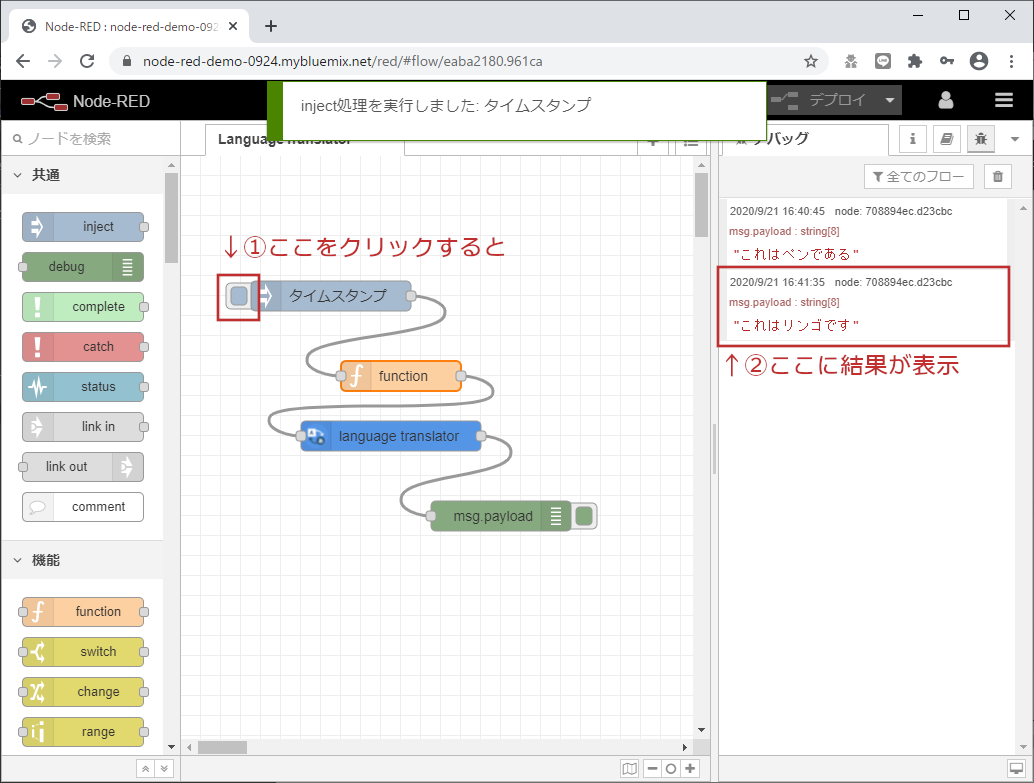 Node-RED : node-red-demo-092
node-red-demo-0924.mybluemix.net/red/#flow/eaba2180.961ca
Node-RED
inject処理を実行しました: タイムスタンプ
デプロイ
ノードを検索
Language Translator
デバッグ
全てのフロー
共通
inject
debug
complete
catch
status
link in
link out
comment
機能
function
switch
change
range
↓①ここをクリックすると
タイムスタンプ
function
language translator
msg.payload
2020/9/21 16:40:45 node: 708894ec.d23cbc
msg.payload : string[8]
"これはペンである"
2020/9/21 16:41:35 node: 708894ec.d23cbc
msg.payload : string[8]
"これはリンゴです"
↑②ここに結果が表示